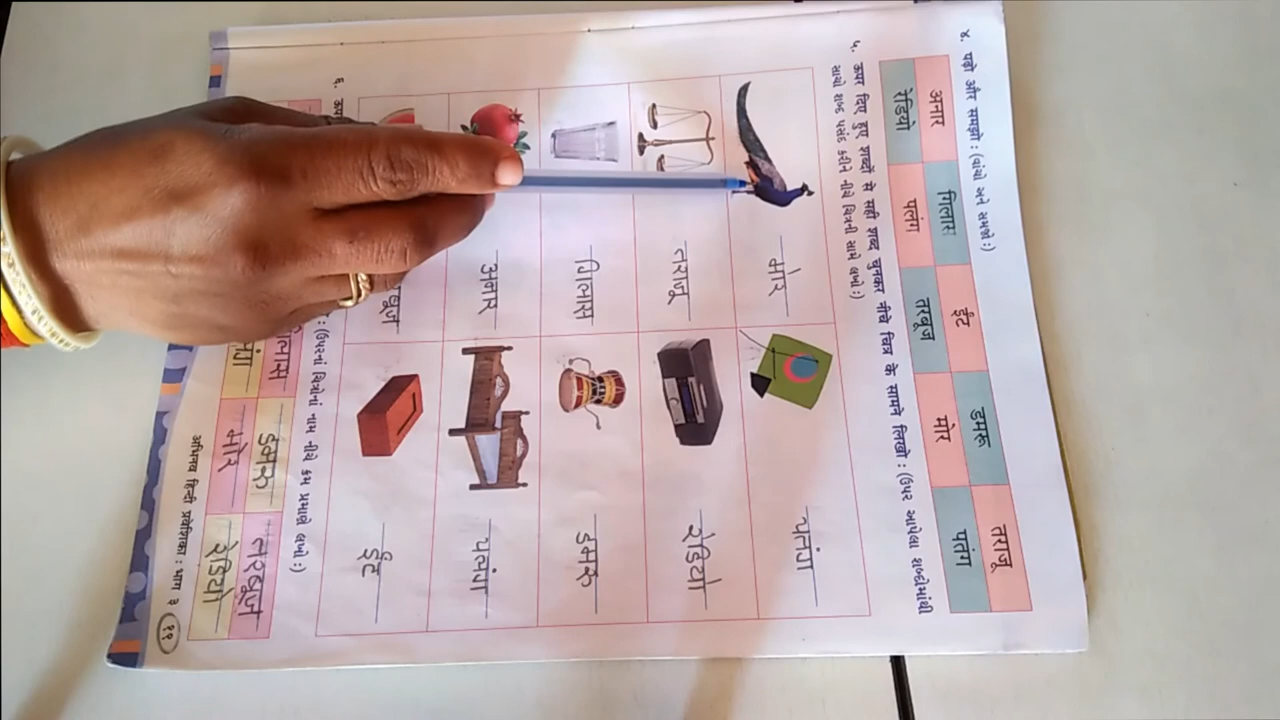 ४. पढ़ो और समझो : (વાંચો અને સમજો :)
अनार गिलास ईंट डमरू तराजू
रेडियो पलंग तरबूज मोर पतंग
५. ऊपर दिए हुए शब्दों से सही शब्द चुनकर नीचे चित्र के सामने लिखो : (ઉપર આપેલા શબ્દોમાંથી
સાચો શબ્દ પસંદ કરીને નીચે ચિત્રની સામે લખો :)
मोर पतंग
तराजू रेडियो
गिलास डमरू
अनार
ईंट
६.
: (ઉપરનાં ચિત્રોનાં નામ નીચે ક્રમ પ્રમાણે લખો :)
डमरू तरबूज
मोर रेडियो
अभिनव हिन्दी प्रवेशिका : भाग १